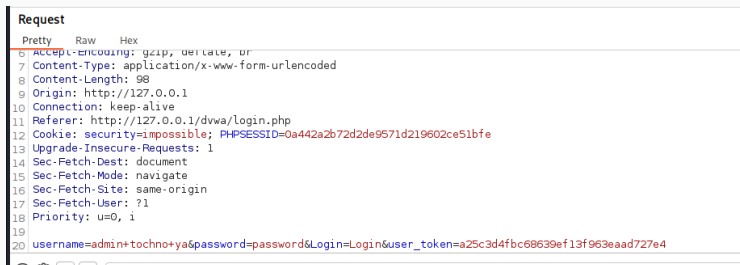 Request
Pretty Raw Hex
6 Accept-Encoding: gzip, deflate, br
7 Content-Type: application/x-www-form-urlencoded
8 Content-Length: 98
9 Origin: http://127.0.0.1
10 Connection: keep-alive
11 Referer: http://127.0.0.1/dvwa/login.php
12 Cookie: security=impossible; PHPSESSID=0a442a2b72d2de9571d219602ce51bfe
13 Upgrade-Insecure-Requests: 1
14 Sec-Fetch-Dest: document
15 Sec-Fetch-Mode: navigate
16 Sec-Fetch-Site: same-origin
17 Sec-Fetch-User: ?1
18 Priority: u=0, i
19
20 username=admin+tochno+ya&password=password&Login=Login&user_token=a25c3d4fbc68639ef13f963eaad727e4